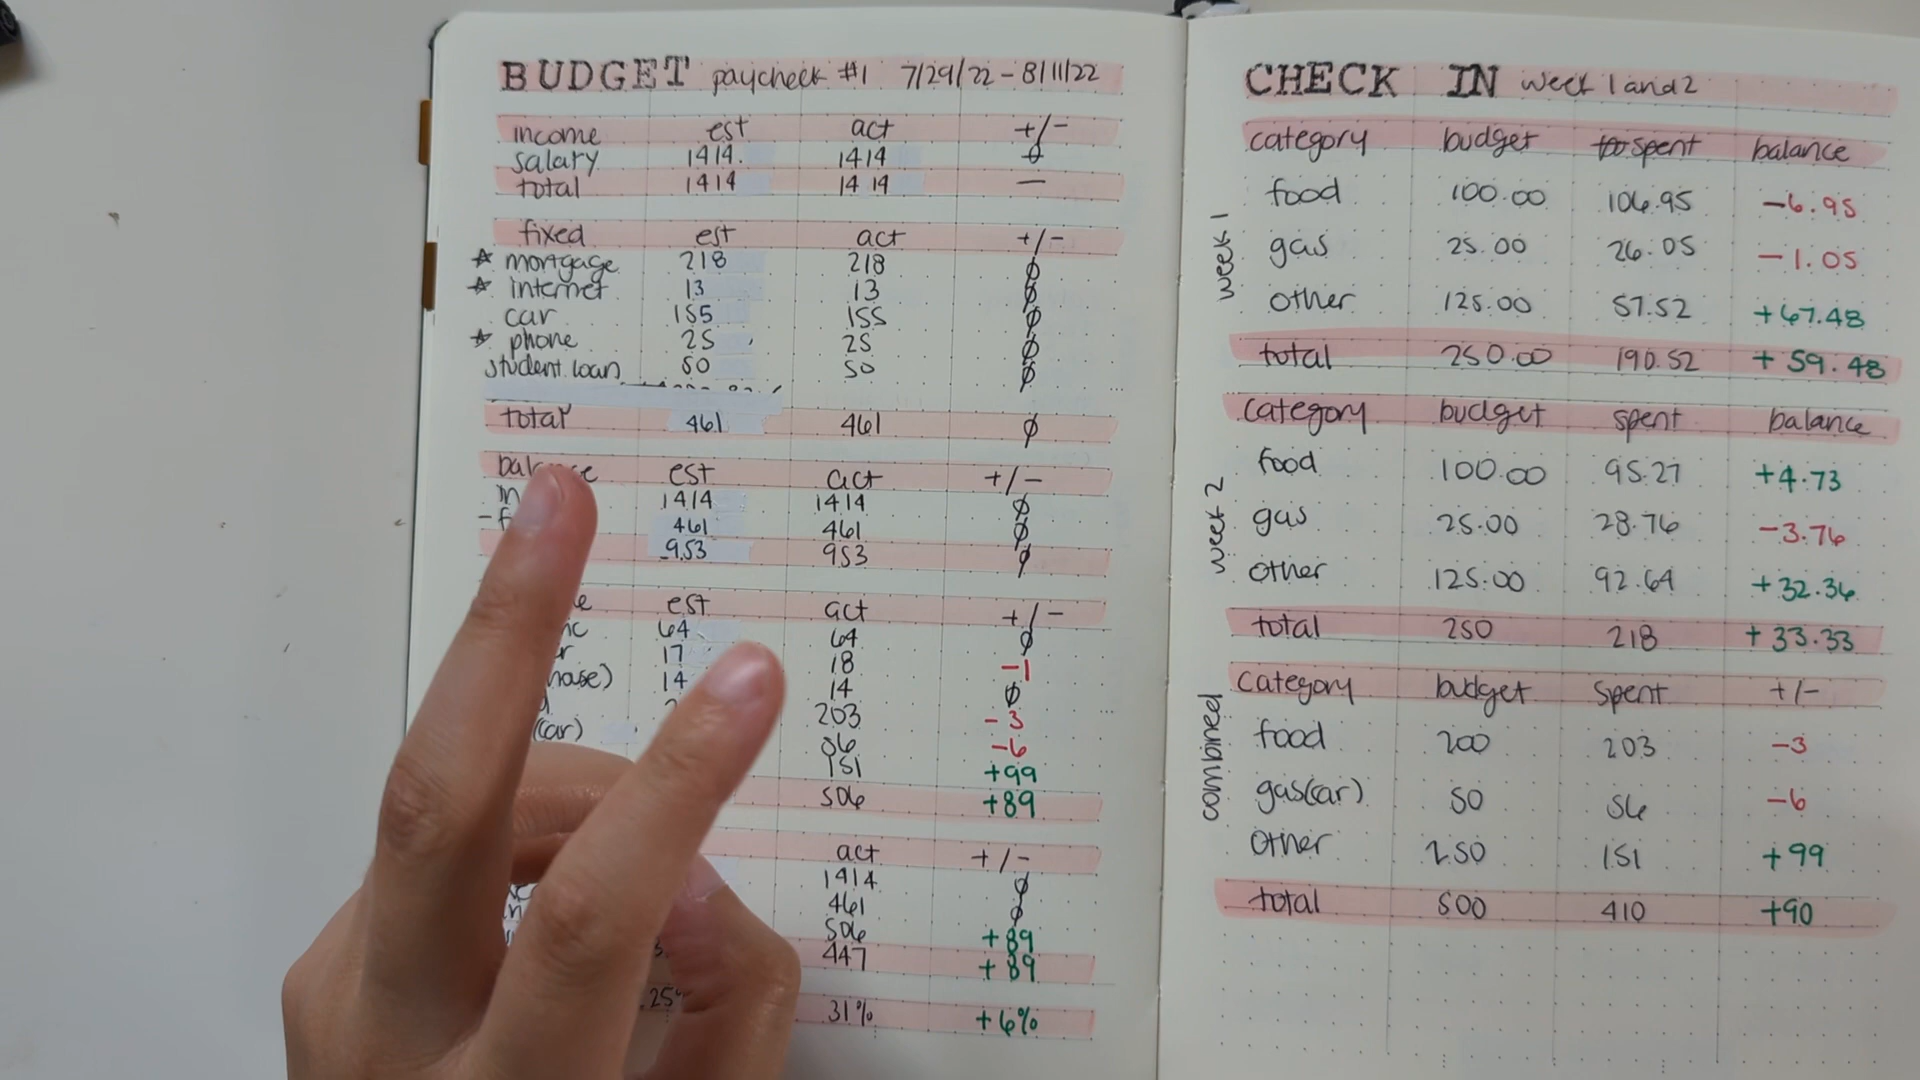 BUDGET paycheck #1 7/29/22 - 8/11/22
income est act +/-
salary 1414. 1414 ϕ
total 1414 1414 —
fixed est act +/-
☆ mortgage 218 218 ϕ
☆ internet 13 13 ϕ
car 155 155 ϕ
☆ phone 25 25 ϕ
student loan 50 50 ϕ
total 461 461 ϕ
est act +/-
1414 1414 ϕ
461 461 ϕ
953 953 ϕ
est act +/-
64 64 ϕ
17 18 -1
14 14 ϕ
203 -3
(car) 56 -6
151 +99
506 +89
act +/-
1414 ϕ
461 ϕ
506 +89
447 +89
31% +6%
CHECK IN week 1 and 2
category budget spent balance
week 1
food 100.00 106.95 -6.95
gas 25.00 26.05 -1.05
other 125.00 57.52 +67.48
total 250.00 190.52 +59.48
category budget spent balance
week 2
food 100.00 95.27 +4.73
gas 25.00 28.76 -3.76
other 125.00 92.64 +32.36
total 250 218 +33.33
category budget spent +/-
combined
food 200 203 -3
gas(car) 50 56 -6
other 250 151 +99
total 500 410 +90